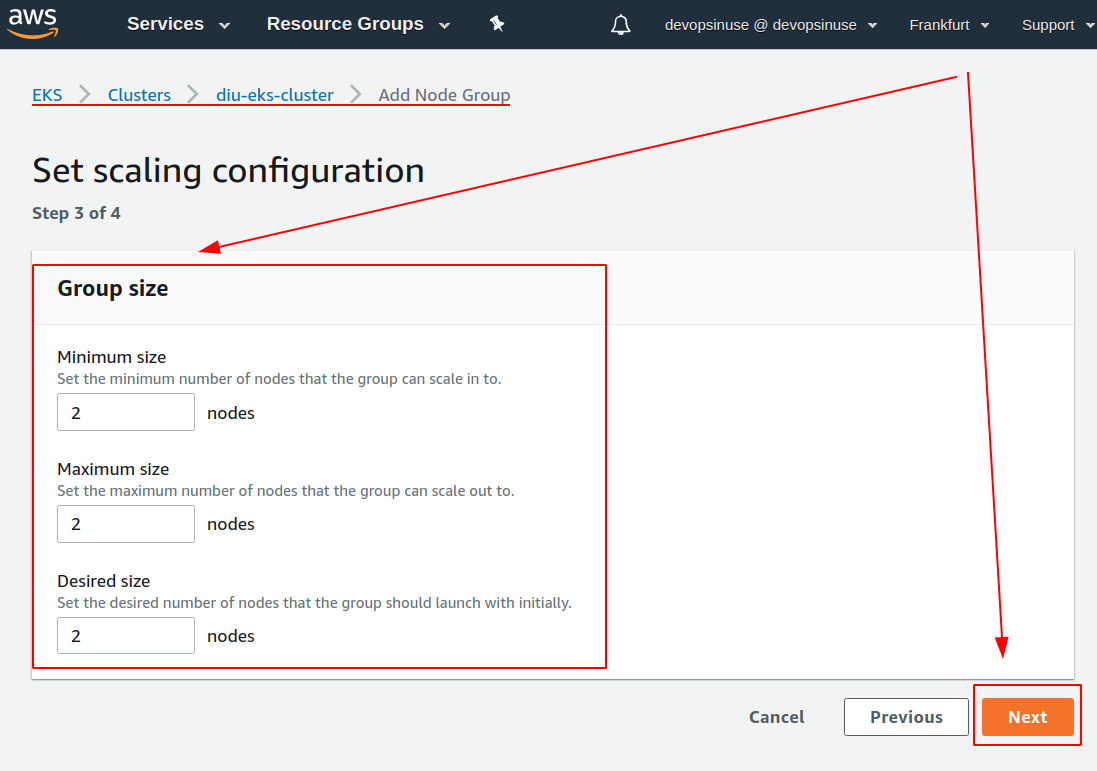 aws Services Resource Groups devopsinuse @ devopsinuse Frankfurt Support
EKS Clusters diu-eks-cluster Add Node Group
Set scaling configuration
Step 3 of 4
Group size
Minimum size
Set the minimum number of nodes that the group can scale in to.
2 nodes
Maximum size
Set the maximum number of nodes that the group can scale out to.
2 nodes
Desired size
Set the desired number of nodes that the group should launch with initially.
2 nodes
Cancel Previous Next